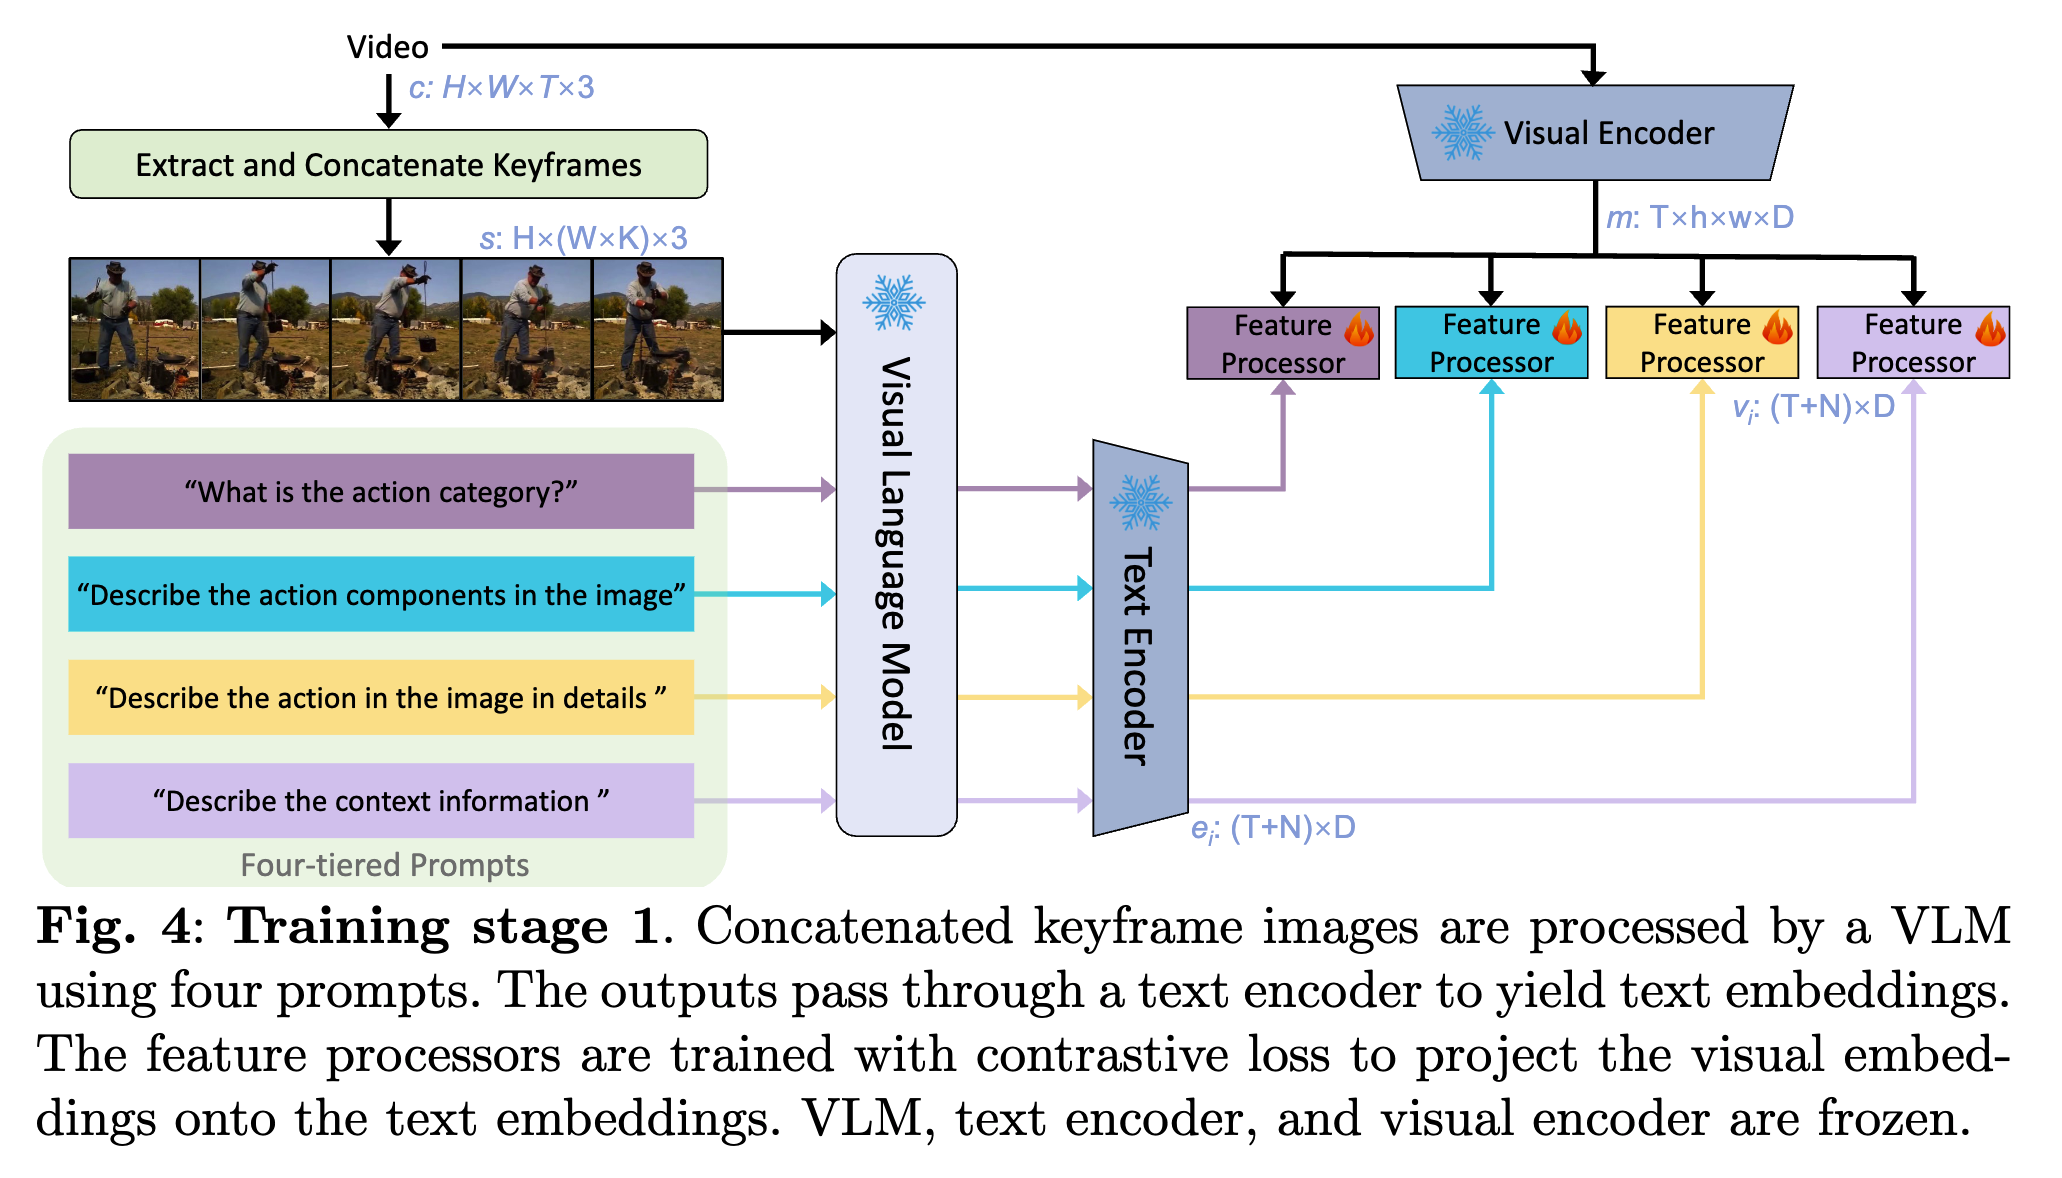 Video
c: H×W×T×3
Extract and Concatenate Keyframes
s: H×(W×K)×3
Visual Encoder
m: T×h×w×D
Feature
Processor
Feature
Processor
Feature
Processor
Feature
Processor
vᵢ: (T+N)×D
Visual Language Model
Text Encoder
“What is the action category?”
“Describe the action components in the image”
“Describe the action in the image in details ”
“Describe the context information ”
Four-tiered Prompts
eᵢ: (T+N)×D
Fig. 4: Training stage 1. Concatenated keyframe images are processed by a VLM
using four prompts. The outputs pass through a text encoder to yield text embeddings.
The feature processors are trained with contrastive loss to project the visual embed-
dings onto the text embeddings. VLM, text encoder, and visual encoder are frozen.